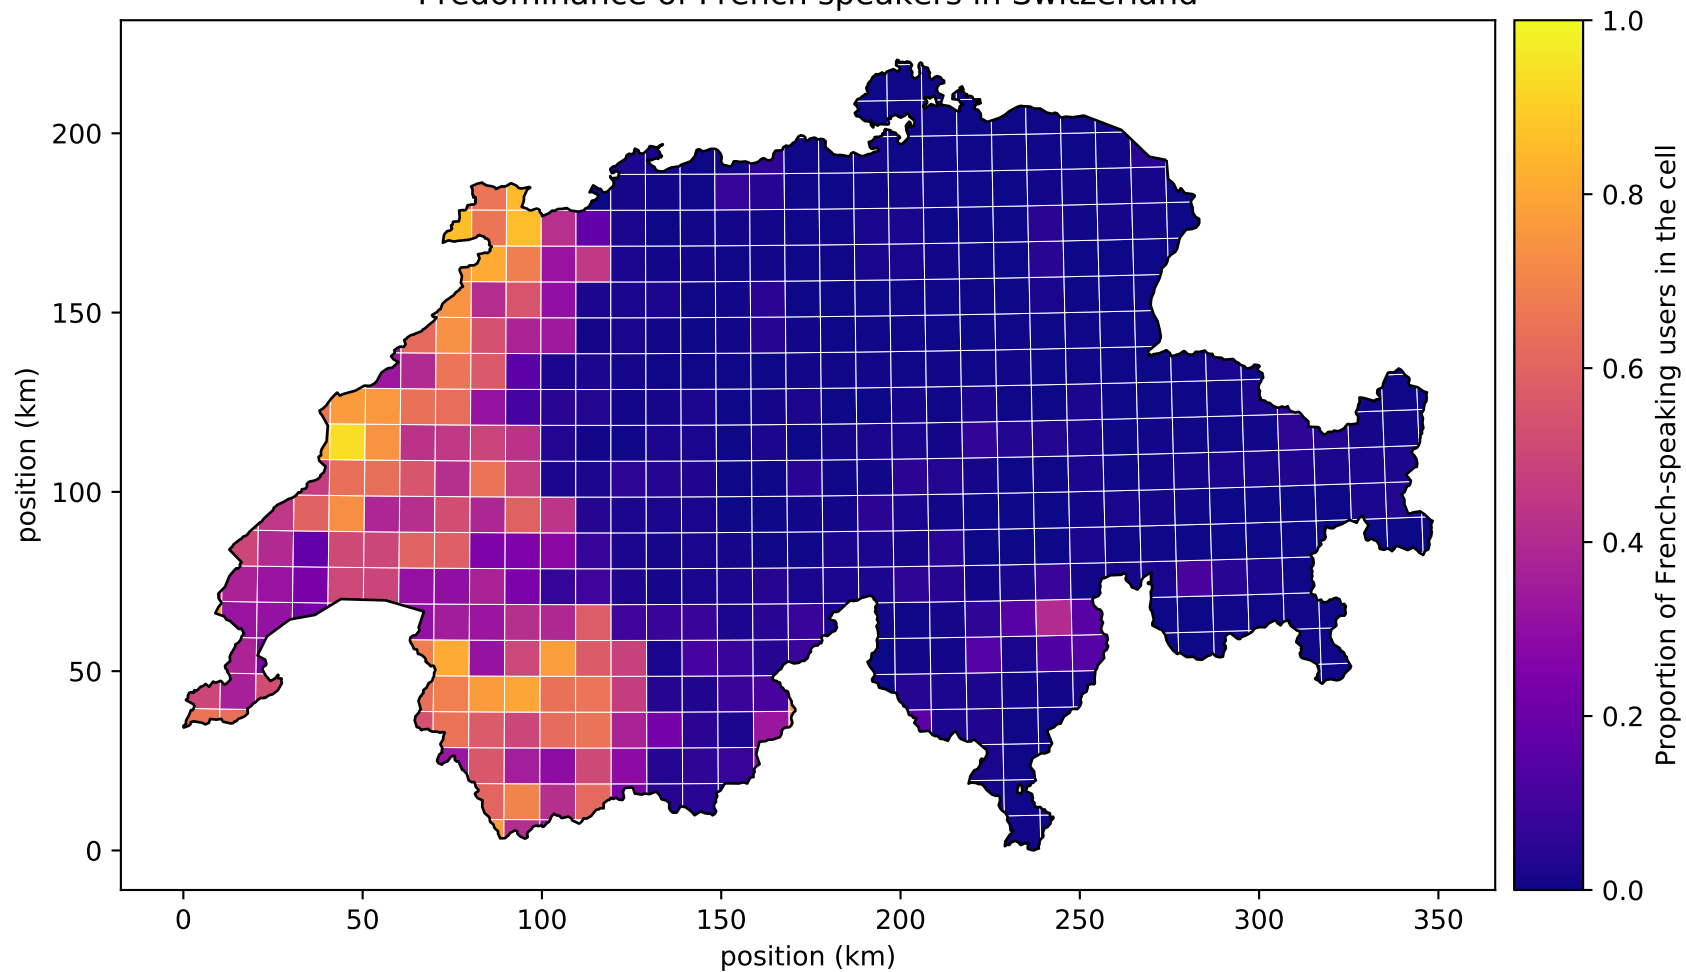 Predominance of French speakers in Switzerland
1.0
0.8
0.6
0.4
0.2
0.0
Proportion of French-speaking users in the cell
200
150
100
50
0
position (km)
0 50 100 150 200 250 300 350
position (km)